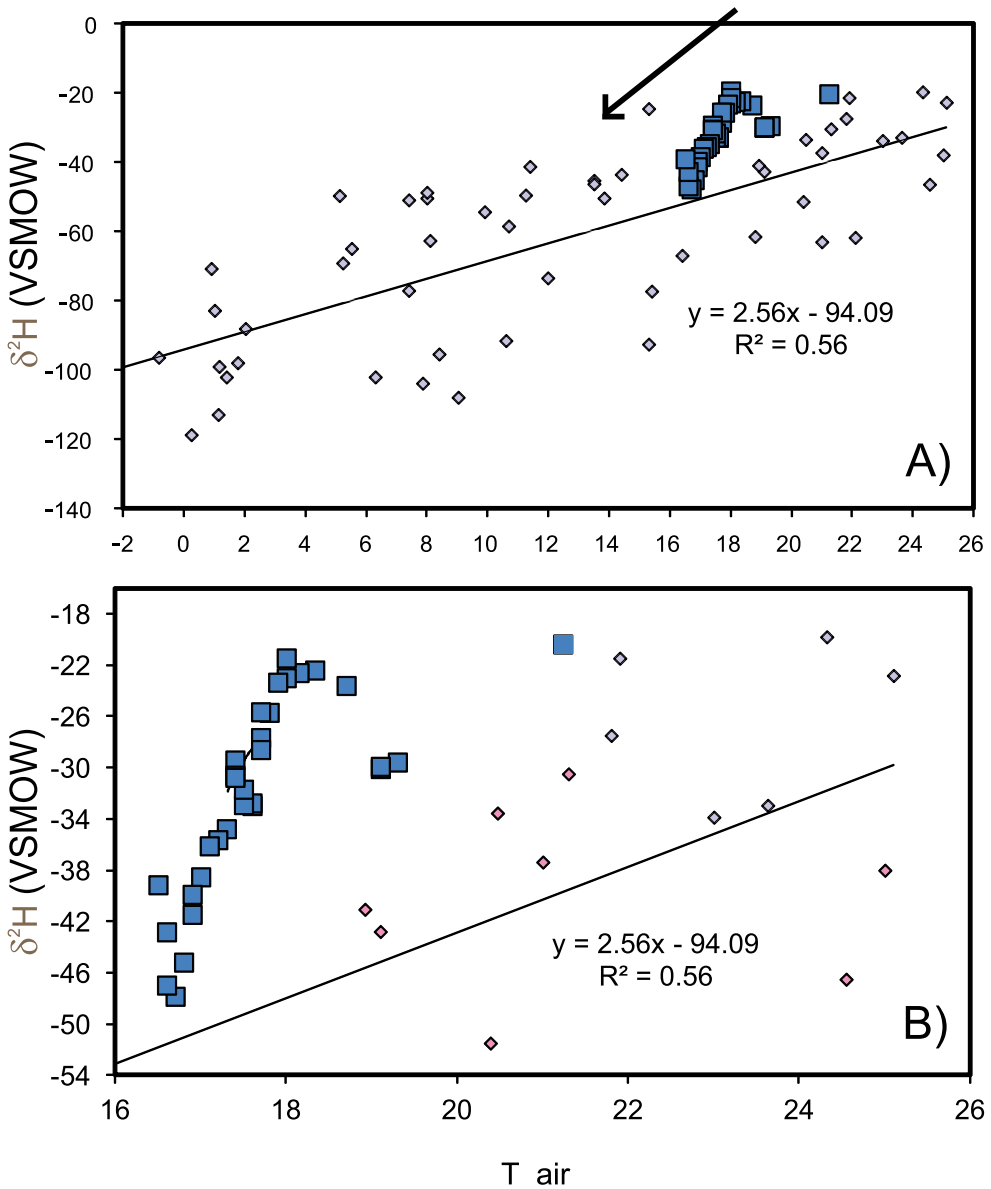 0
-20
-40
-60
-80
-100
-120
-140
δ²H (VSMOW)
y = 2.56x - 94.09
R² = 0.56
A)
-2 0 2 4 6 8 10 12 14 16 18 20 22 24 26
-18
-22
-26
-30
-34
-38
-42
-46
-50
-54
δ²H (VSMOW)
y = 2.56x - 94.09
R² = 0.56
B)
16 18 20 22 24 26
T air